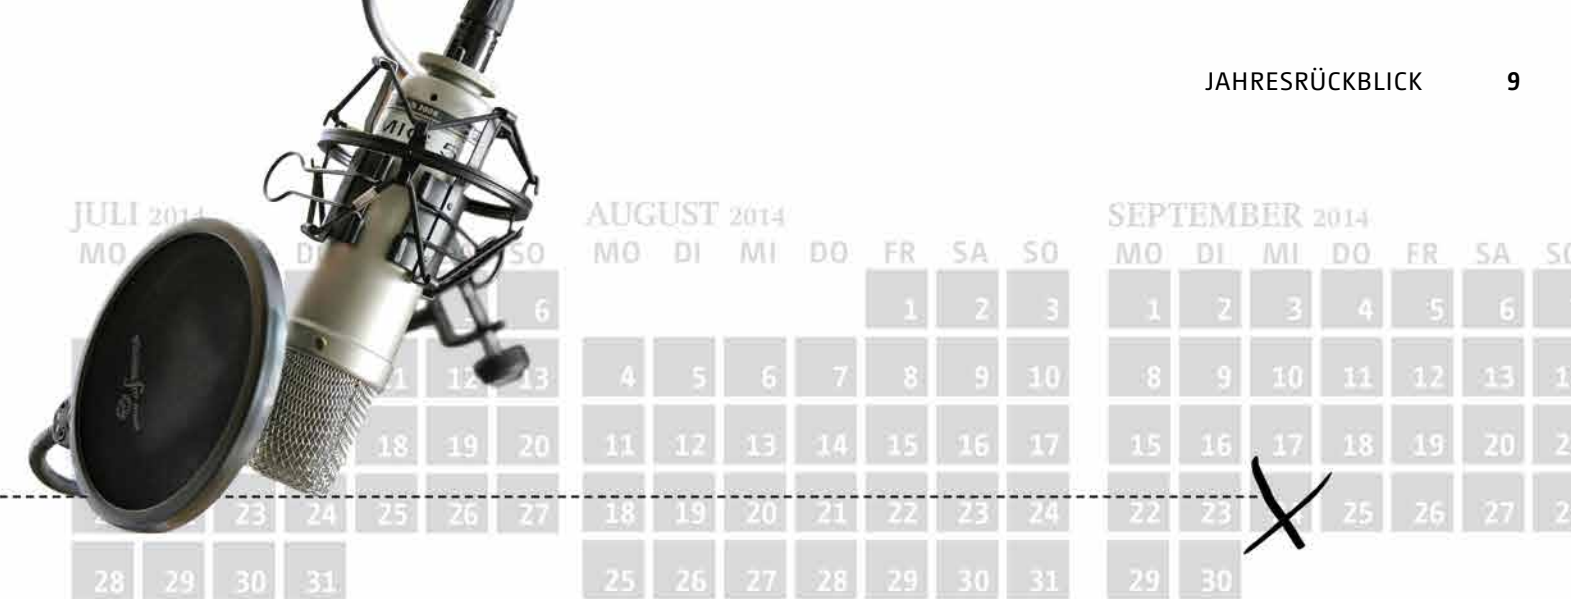 JAHRESRÜCKBLICK 9
JULI 2014
MO SO
6
12 13
18 19 20
23 24 25 26 27
28 29 30 31
AUGUST 2014
MO DI MI DO FR SA SO
1 2 3
4 5 6 7 8 9 10
11 12 13 14 15 16 17
18 19 20 21 22 23 24
25 26 27 28 29 30 31
SEPTEMBER 2014
MO DI MI DO FR SA
1 2 3 4 5 6
8 9 10 11 12 13
15 16 17 18 19 20
22 23 25 26 27
29 30